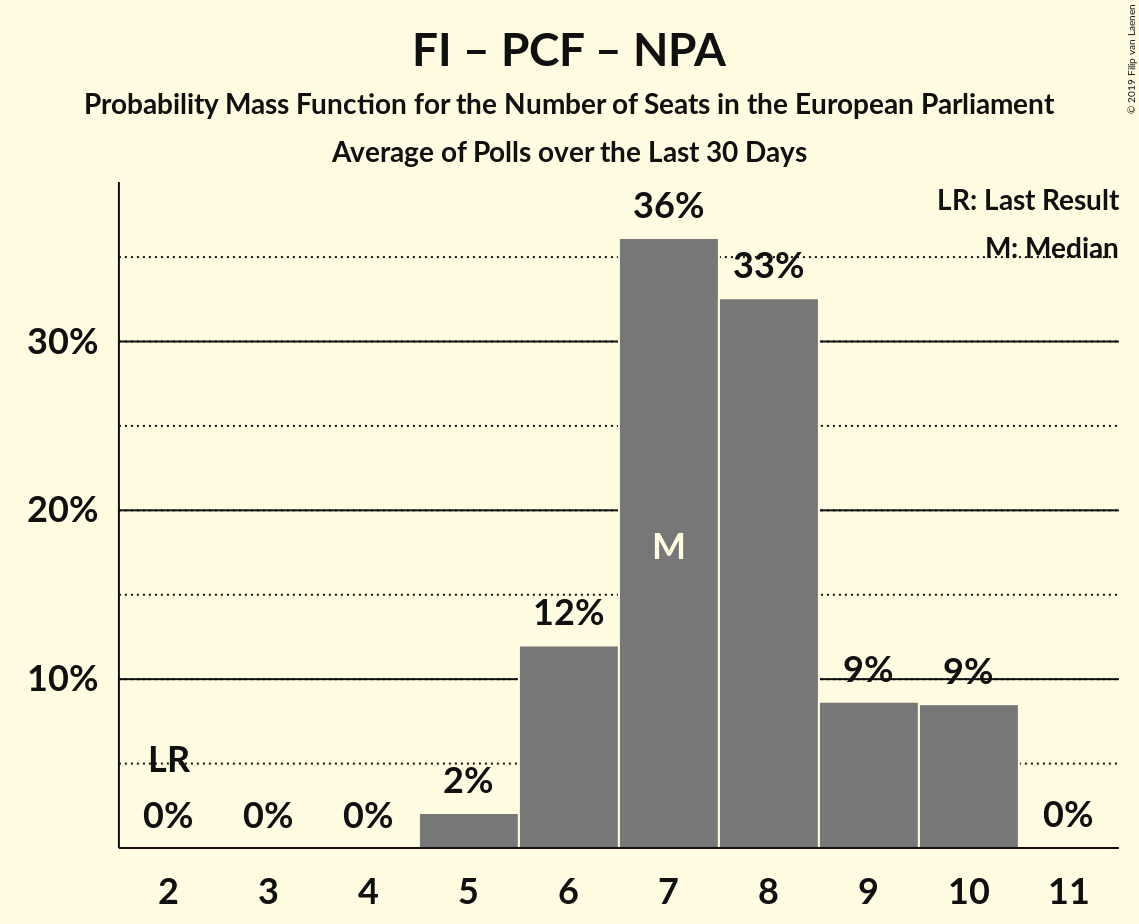 FI – PCF – NPA
Probability Mass Function for the Number of Seats in the European Parliament
Average of Polls over the Last 30 Days
© 2019 Filip van Laenen
LR: Last Result
M: Median
36%
33%
30%
20%
M
12%
10%
9%
9%
LR
2%
0%
0%
0%
0%
2 3 4 5 6 7 8 9 10 11